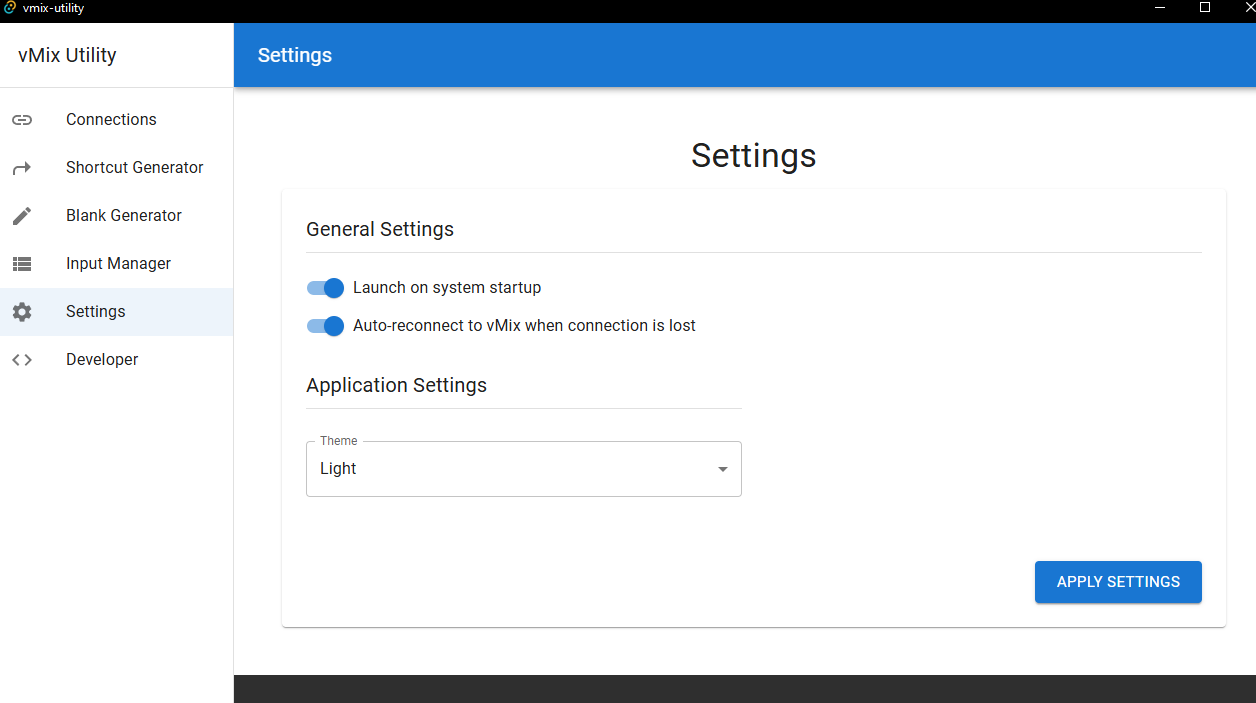 vmix-utility
vMix Utility
Settings
Connections
Shortcut Generator
Blank Generator
Input Manager
Settings
Developer
Settings
General Settings
Launch on system startup
Auto-reconnect to vMix when connection is lost
Application Settings
Theme
Light
APPLY SETTINGS